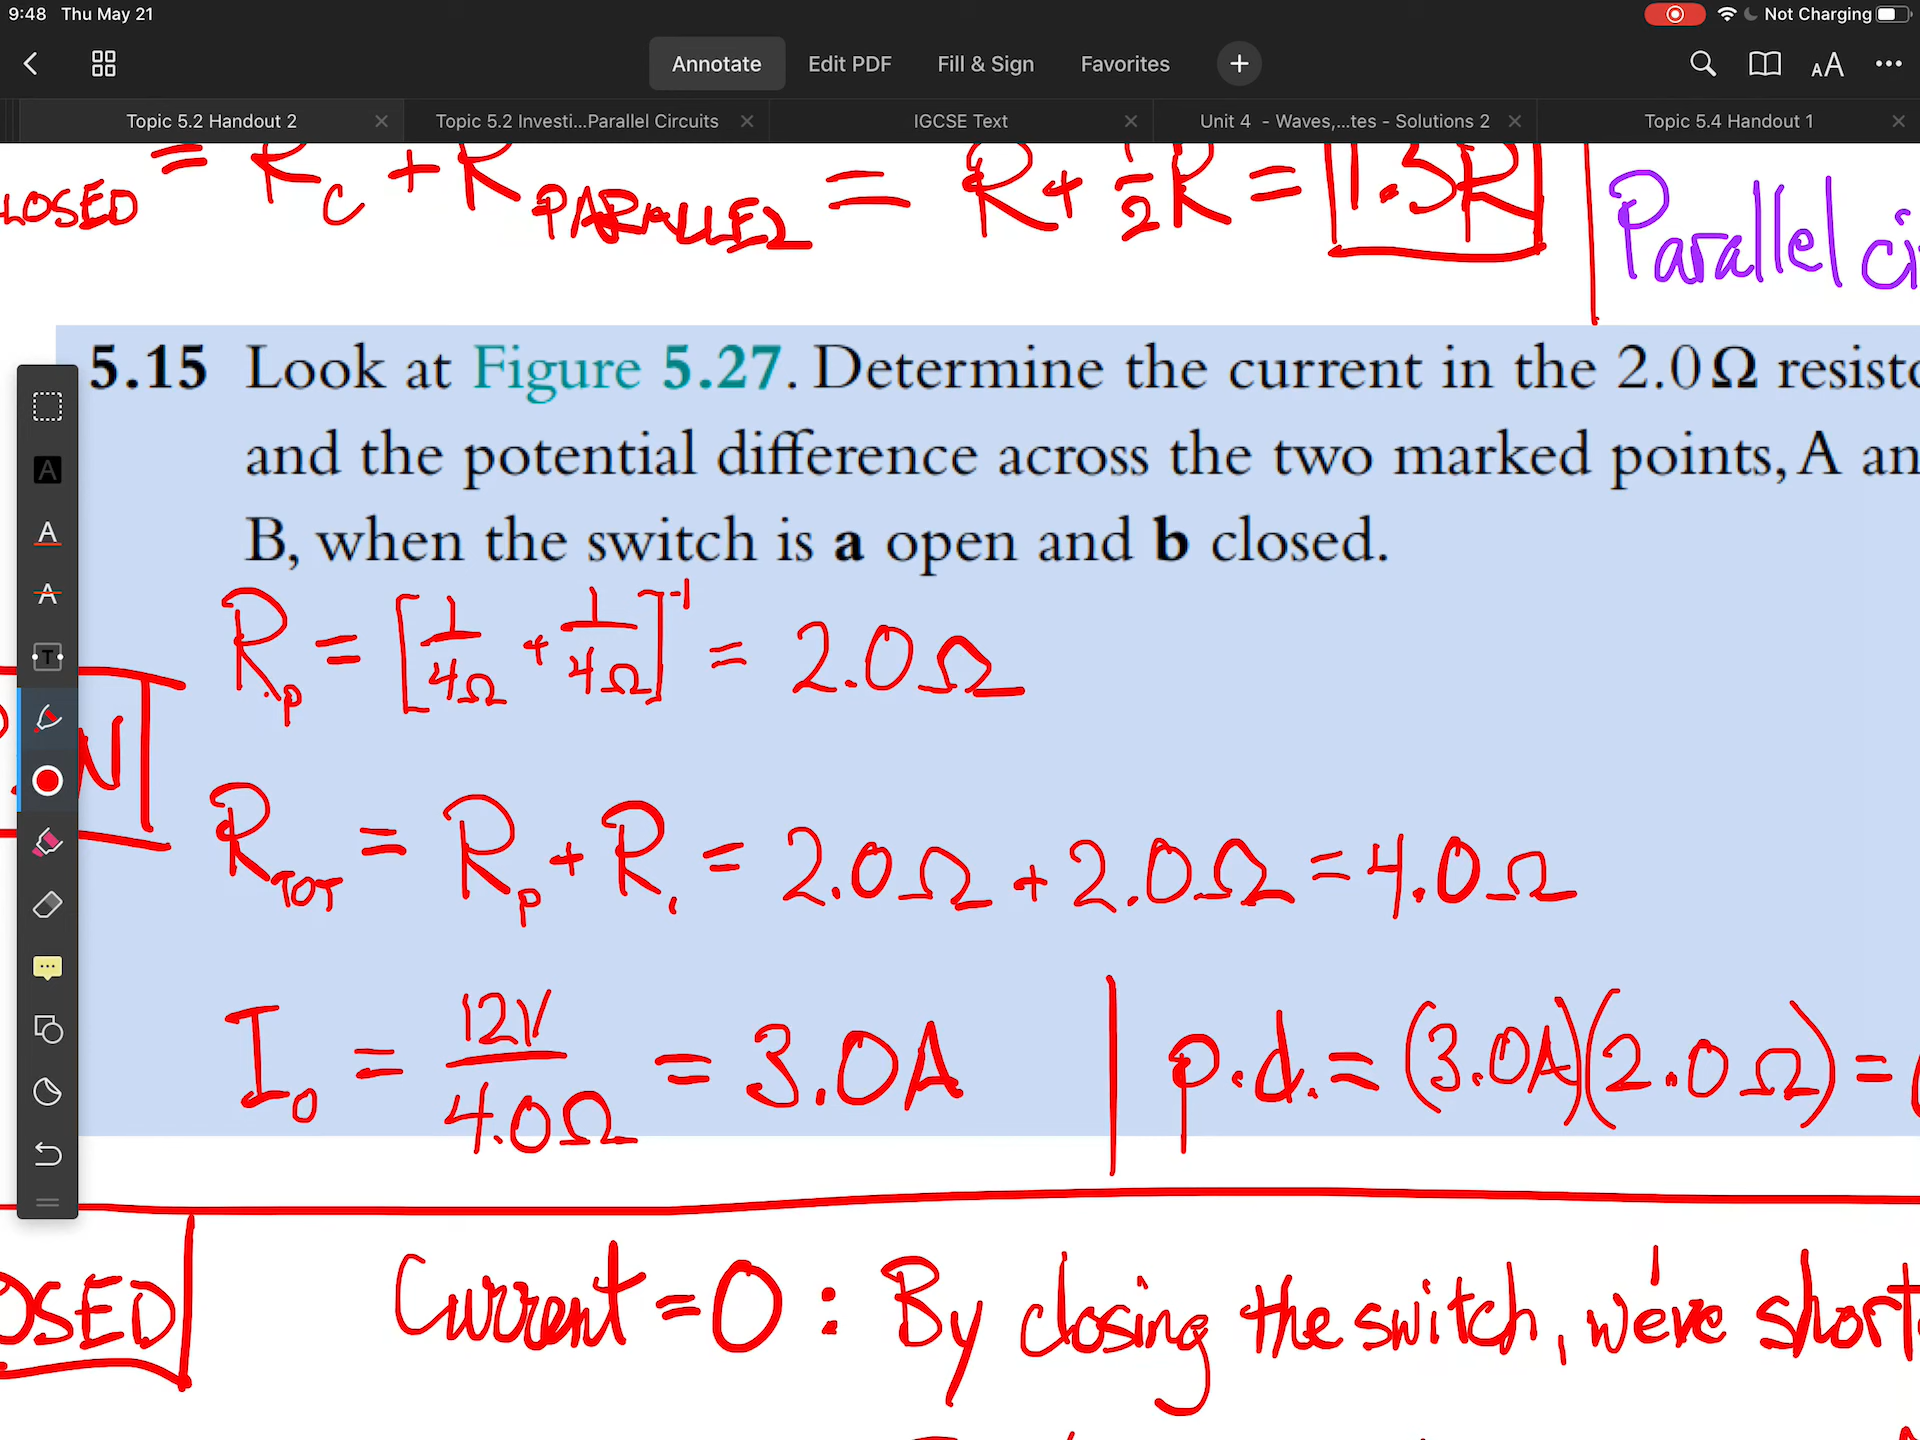 9:48 Thu May 21 Not Charging
Annotate Edit PDF Fill & Sign Favorites
Topic 5.2 Handout 2 Topic 5.2 Investi...Parallel Circuits IGCSE Text Unit 4 - Waves,...tes - Solutions 2 Topic 5.4 Handout 1
LOSED = R_C + R_PARALLEL = R + 1/2 R = 1.5R
Parallel ci
5.15 Look at Figure 5.27. Determine the current in the 2.0 Ω resisto
and the potential difference across the two marked points, A an
B, when the switch is a open and b closed.
R_P = [1/4Ω + 1/4Ω]^-1 = 2.0Ω
R_TOT = R_P + R_1 = 2.0Ω + 2.0Ω = 4.0Ω
I_0 = 12V/4.0Ω = 3.0A | p.d. = (3.0A)(2.0Ω) =
OSED Current = 0 : By closing the switch, we've short